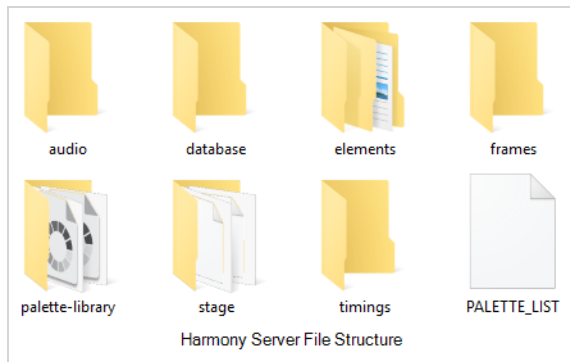 audio
database
elements
frames
palette-library
stage
timings
PALETTE_LIST
Harmony Server File Structure